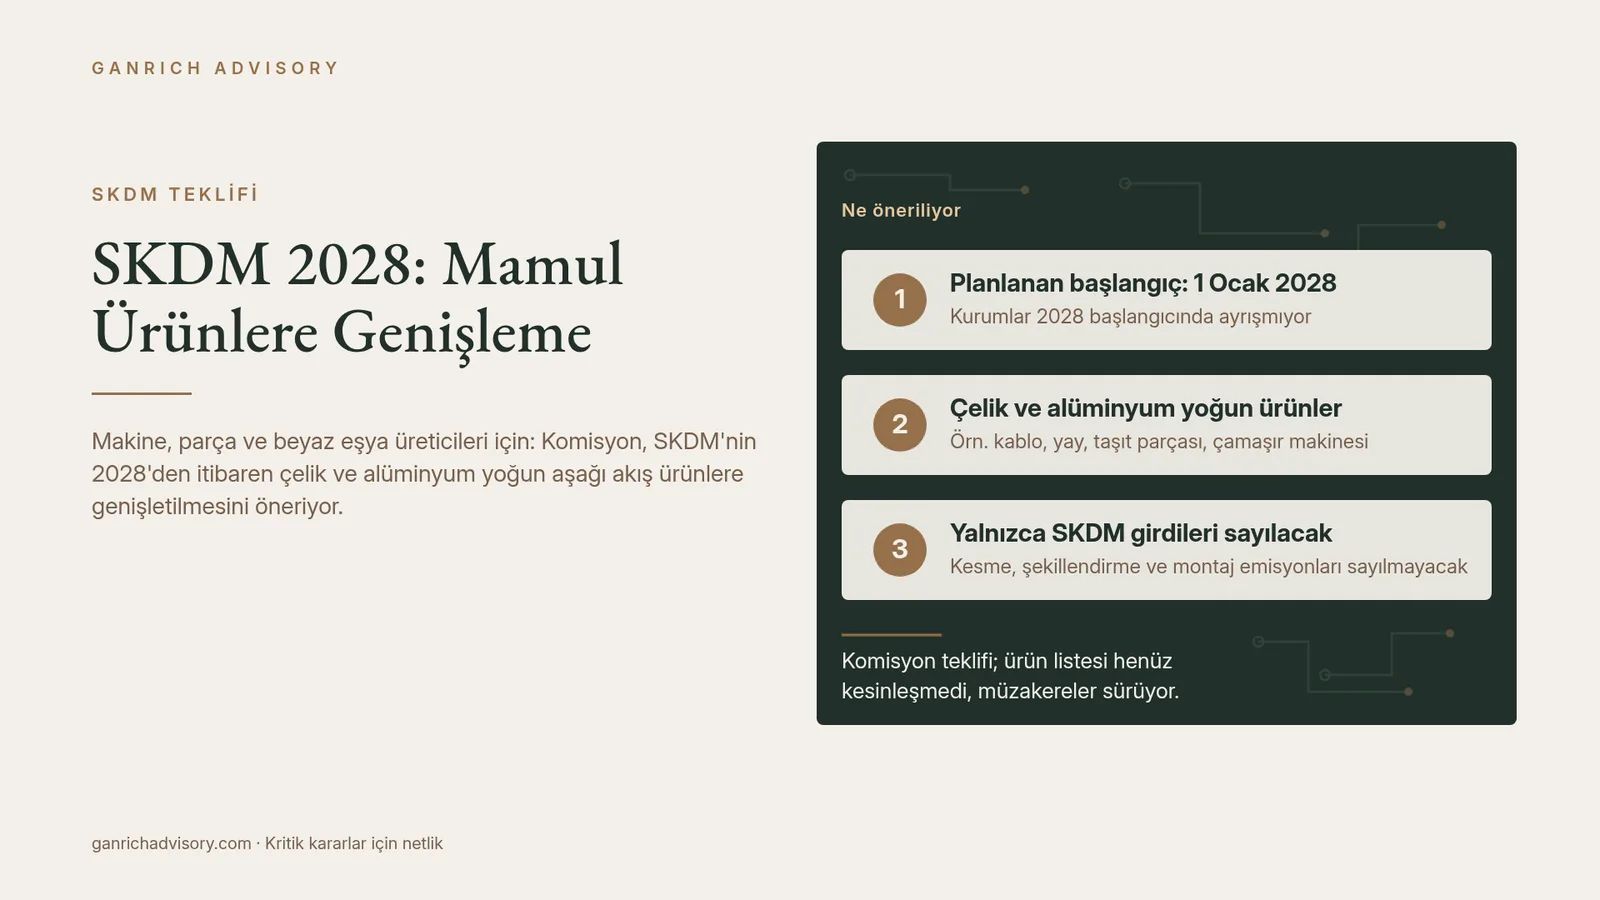 GANRICH ADVISORY
SKDM TEKLİFİ
SKDM 2028: Mamul
Ürünlere Genişleme
Makine, parça ve beyaz eşya üreticileri için: Komisyon, SKDM'nin
2028'den itibaren çelik ve alüminyum yoğun aşağı akış ürünlere
genişletilmesini öneriyor.
Ne öneriliyor
1
Planlanan başlangıç: 1 Ocak 2028
Kurumlar 2028 başlangıcında ayrışmıyor
2
Çelik ve alüminyum yoğun ürünler
Örn. kablo, yay, taşıt parçası, çamaşır makinesi
3
Yalnızca SKDM girdileri sayılacak
Kesme, şekillendirme ve montaj emisyonları sayılmayacak
Komisyon teklifi; ürün listesi henüz
kesinleşmedi, müzakereler sürüyor.
ganrichadvisory.com · Kritik kararlar için netlik